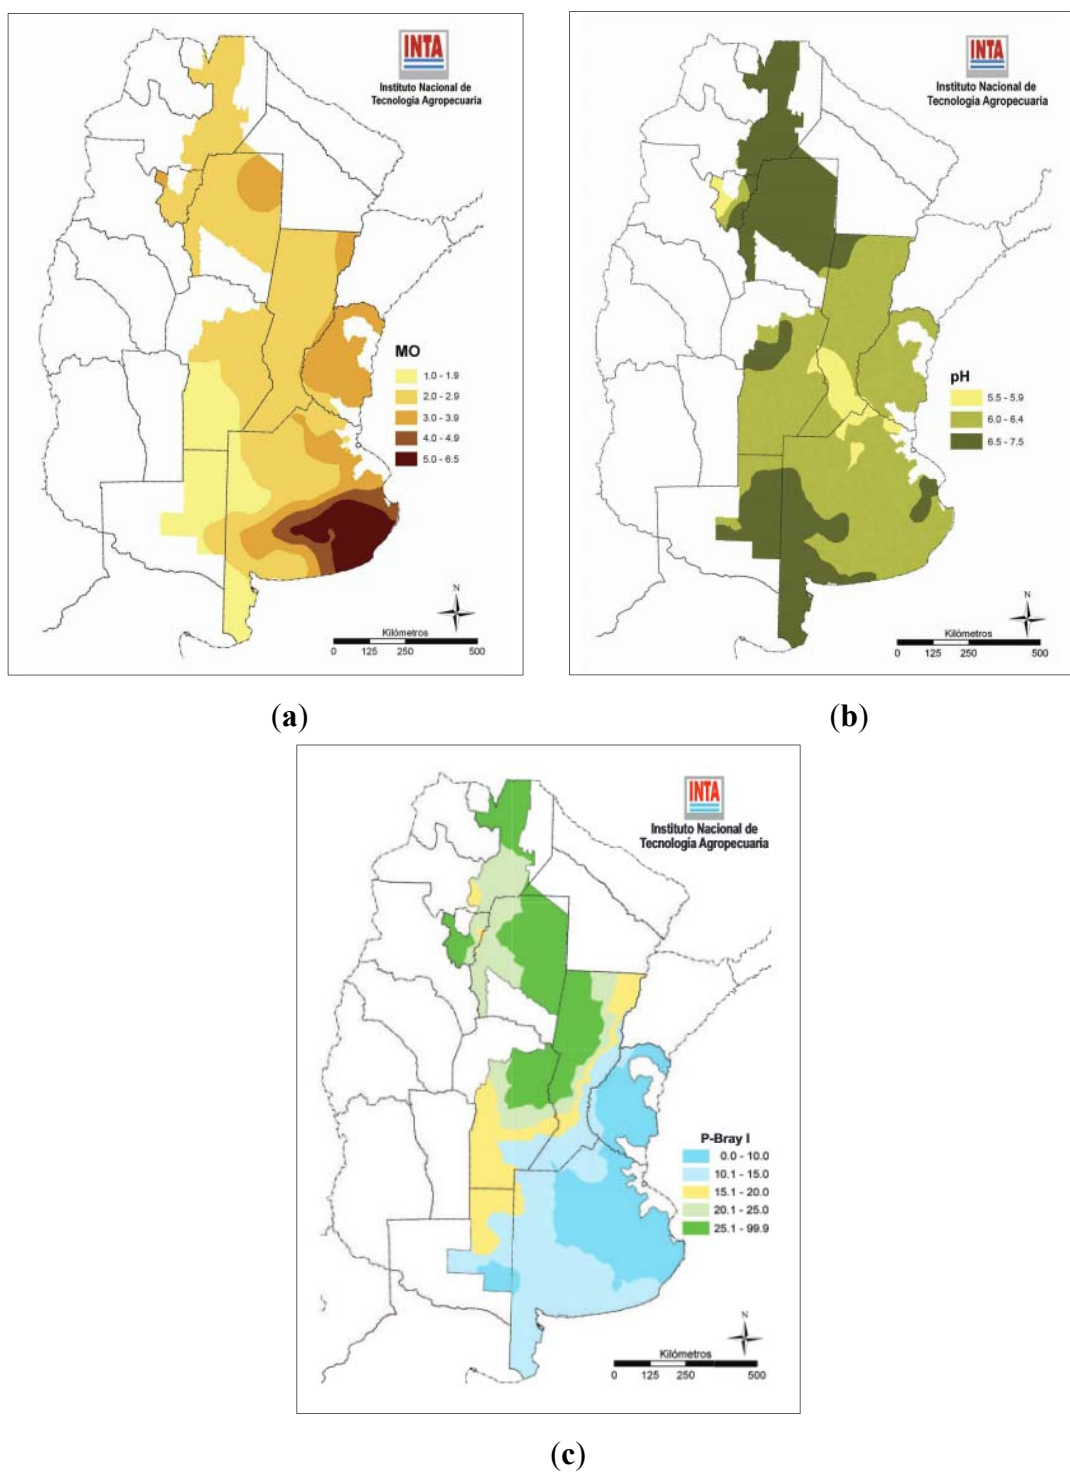 INTA
Instituto Nacional de
Tecnología Agropecuaria
MO
1.0 - 1.9
2.0 - 2.9
3.0 - 3.9
4.0 - 4.9
5.0 - 6.5
N
Kilómetros
0 125 250 500
(a)
INTA
Instituto Nacional de
Tecnología Agropecuaria
pH
5.5 - 5.9
6.0 - 6.4
6.5 - 7.5
N
Kilómetros
0 125 250 500
(b)
INTA
Instituto Nacional de
Tecnología Agropecuaria
P-Bray I
0.0 - 10.0
10.1 - 15.0
15.1 - 20.0
20.1 - 25.0
25.1 - 99.9
N
Kilómetros
0 125 250 500
(c)